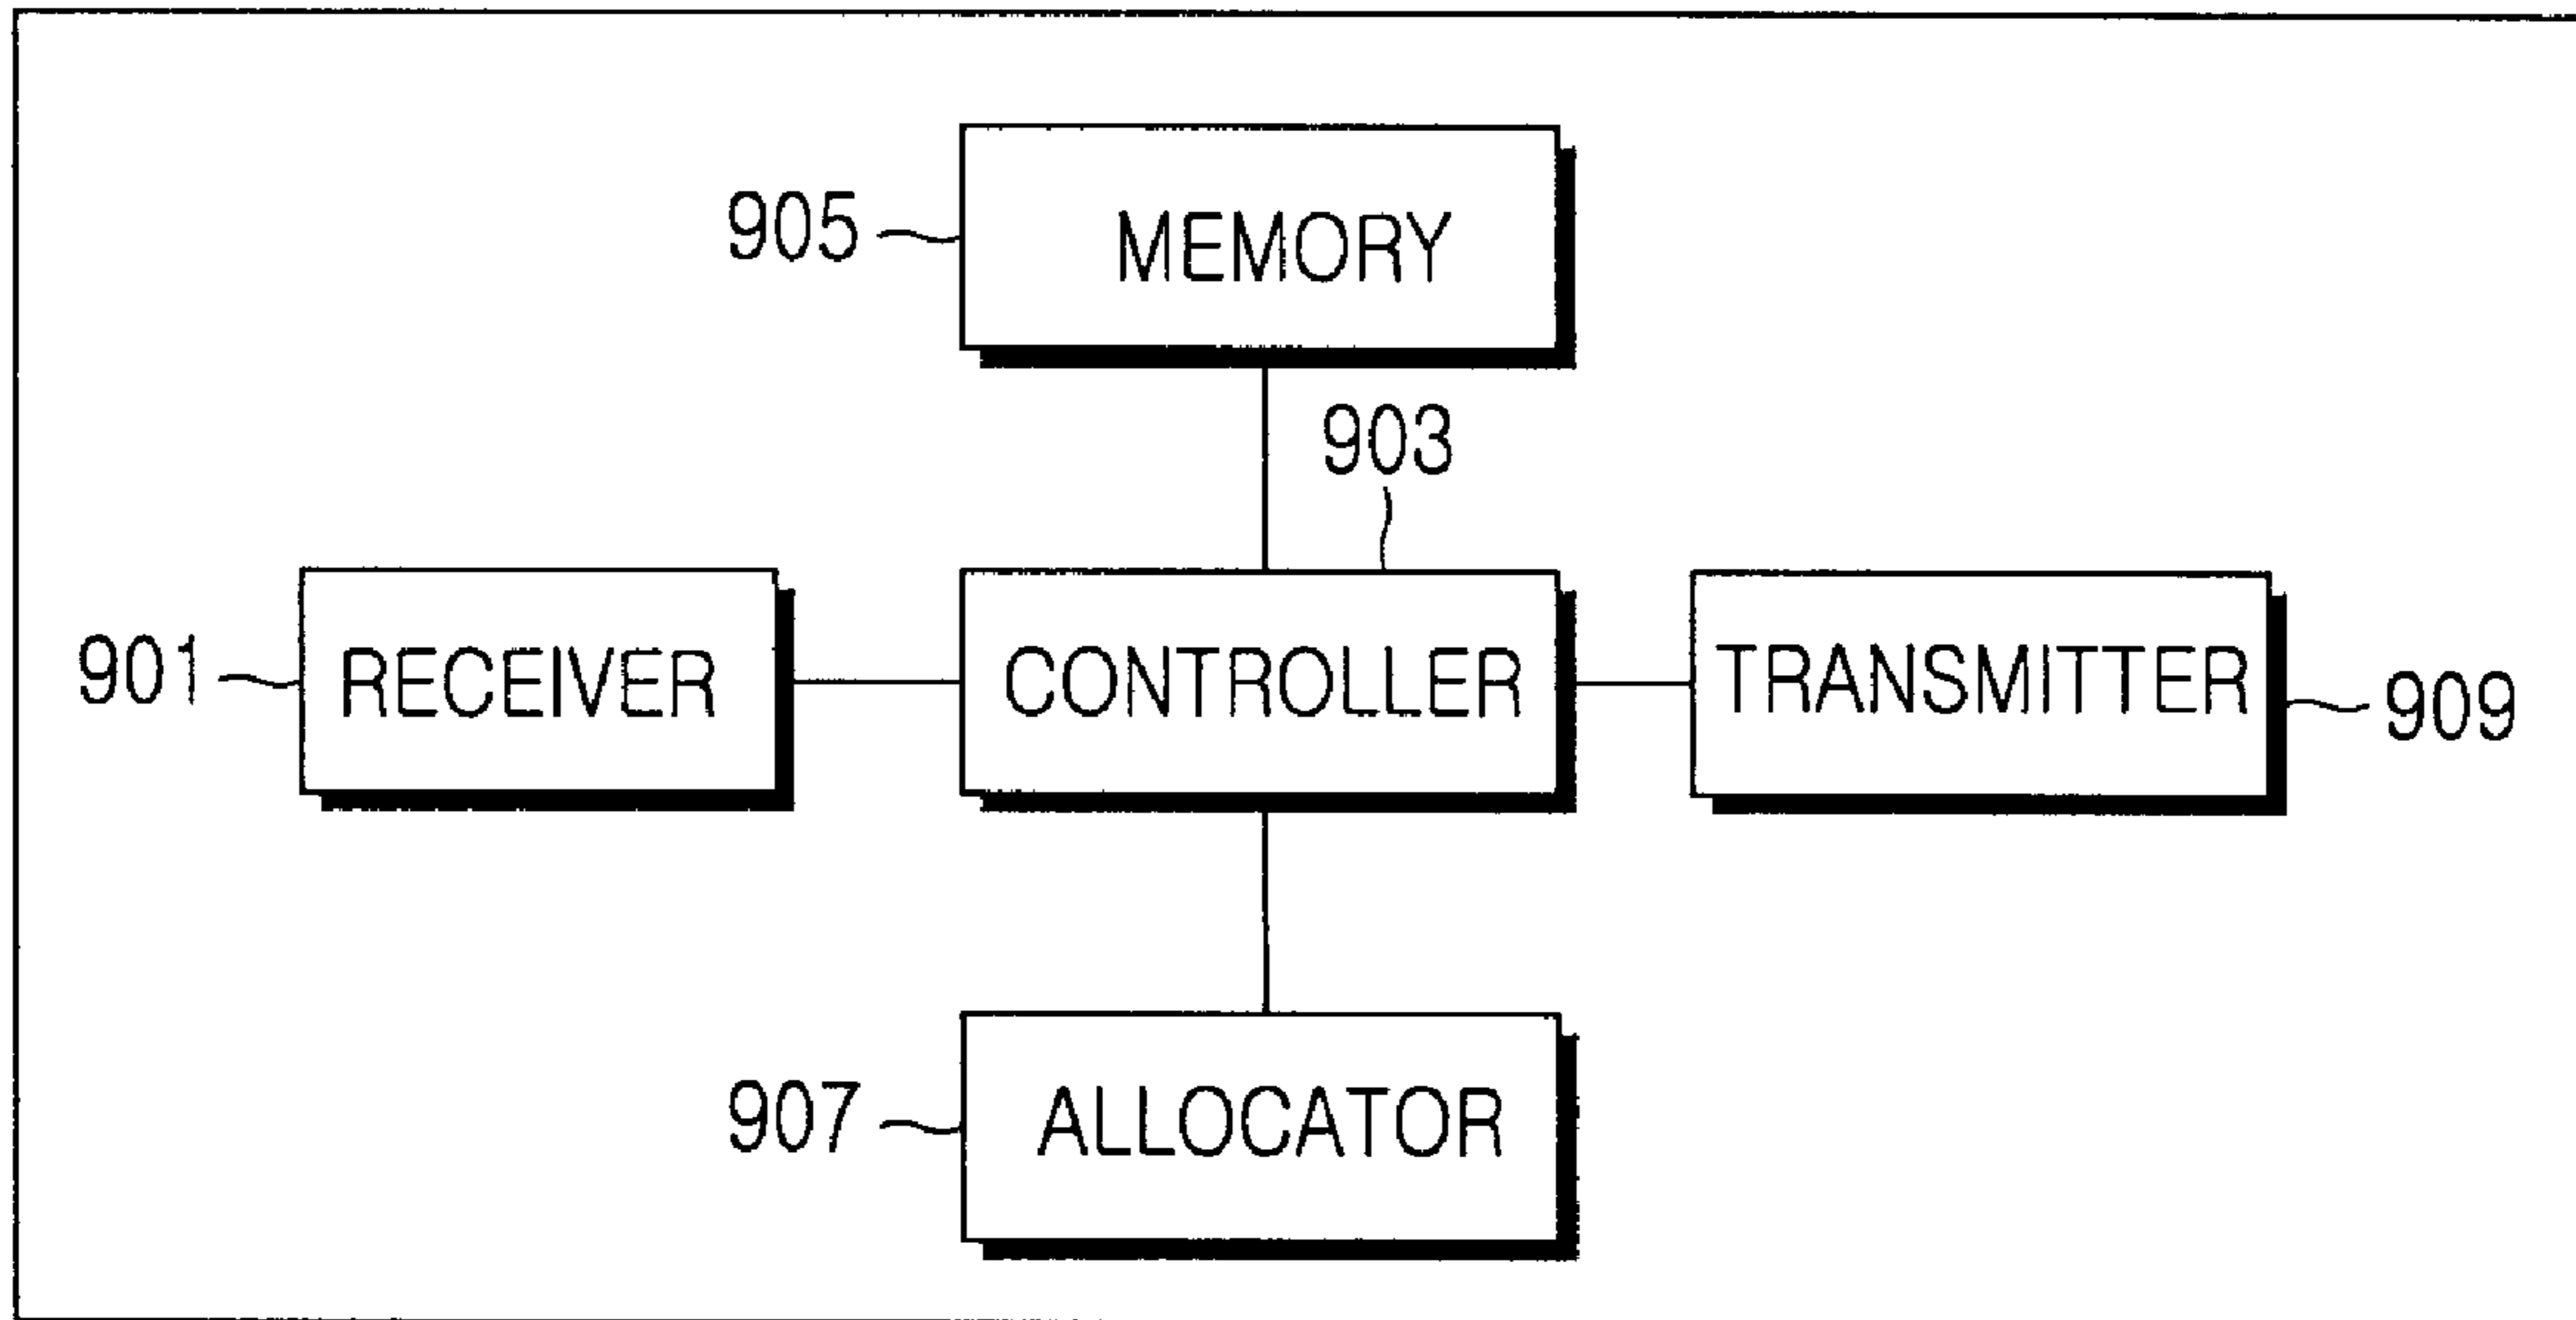 905
MEMORY
903
901
RECEIVER
CONTROLLER
TRANSMITTER
909
907
ALLOCATOR